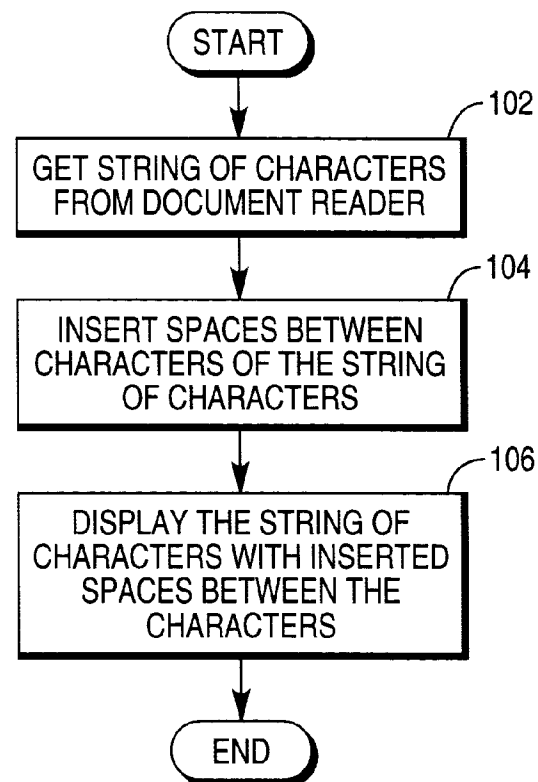 START
102
GET STRING OF CHARACTERS
FROM DOCUMENT READER
104
INSERT SPACES BETWEEN
CHARACTERS OF THE STRING
OF CHARACTERS
106
DISPLAY THE STRING OF
CHARACTERS WITH INSERTED
SPACES BETWEEN THE
CHARACTERS
END